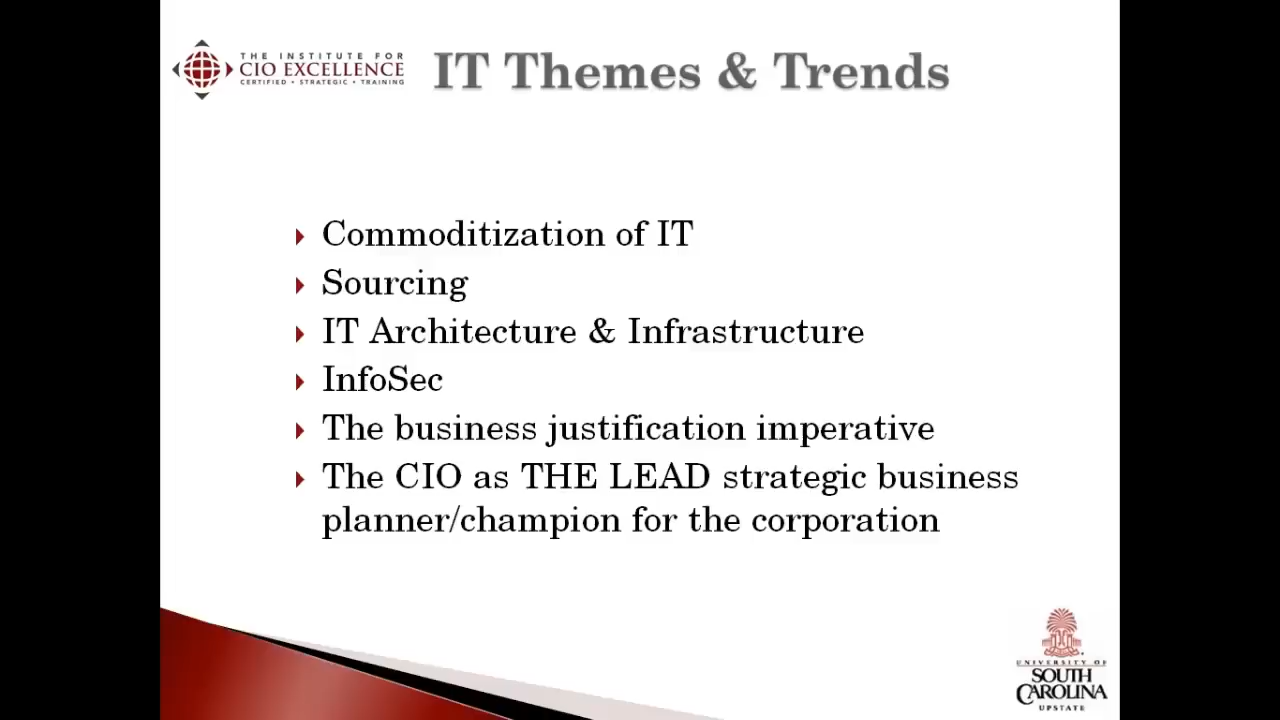 THE INSTITUTE FOR
CIO EXCELLENCE
CERTIFIED • STRATEGIC • TRAINING
IT Themes & Trends
Commoditization of IT
Sourcing
IT Architecture & Infrastructure
InfoSec
The business justification imperative
The CIO as THE LEAD strategic business
planner/champion for the corporation
UNIVERSITY OF
SOUTH
CAROLINA
UPSTATE